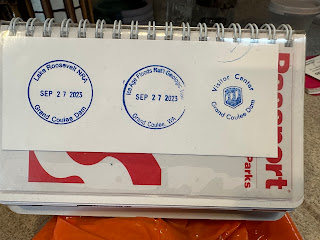 Lake Roosevelt NRA
SEP 27 2023
Grand Coulee Dam
Ice Age Floods Nat'l Geologic
SEP 27 2023
Grand Coulee, WA
Visitor Center
Grand Coulee Dam
Passport
Parks